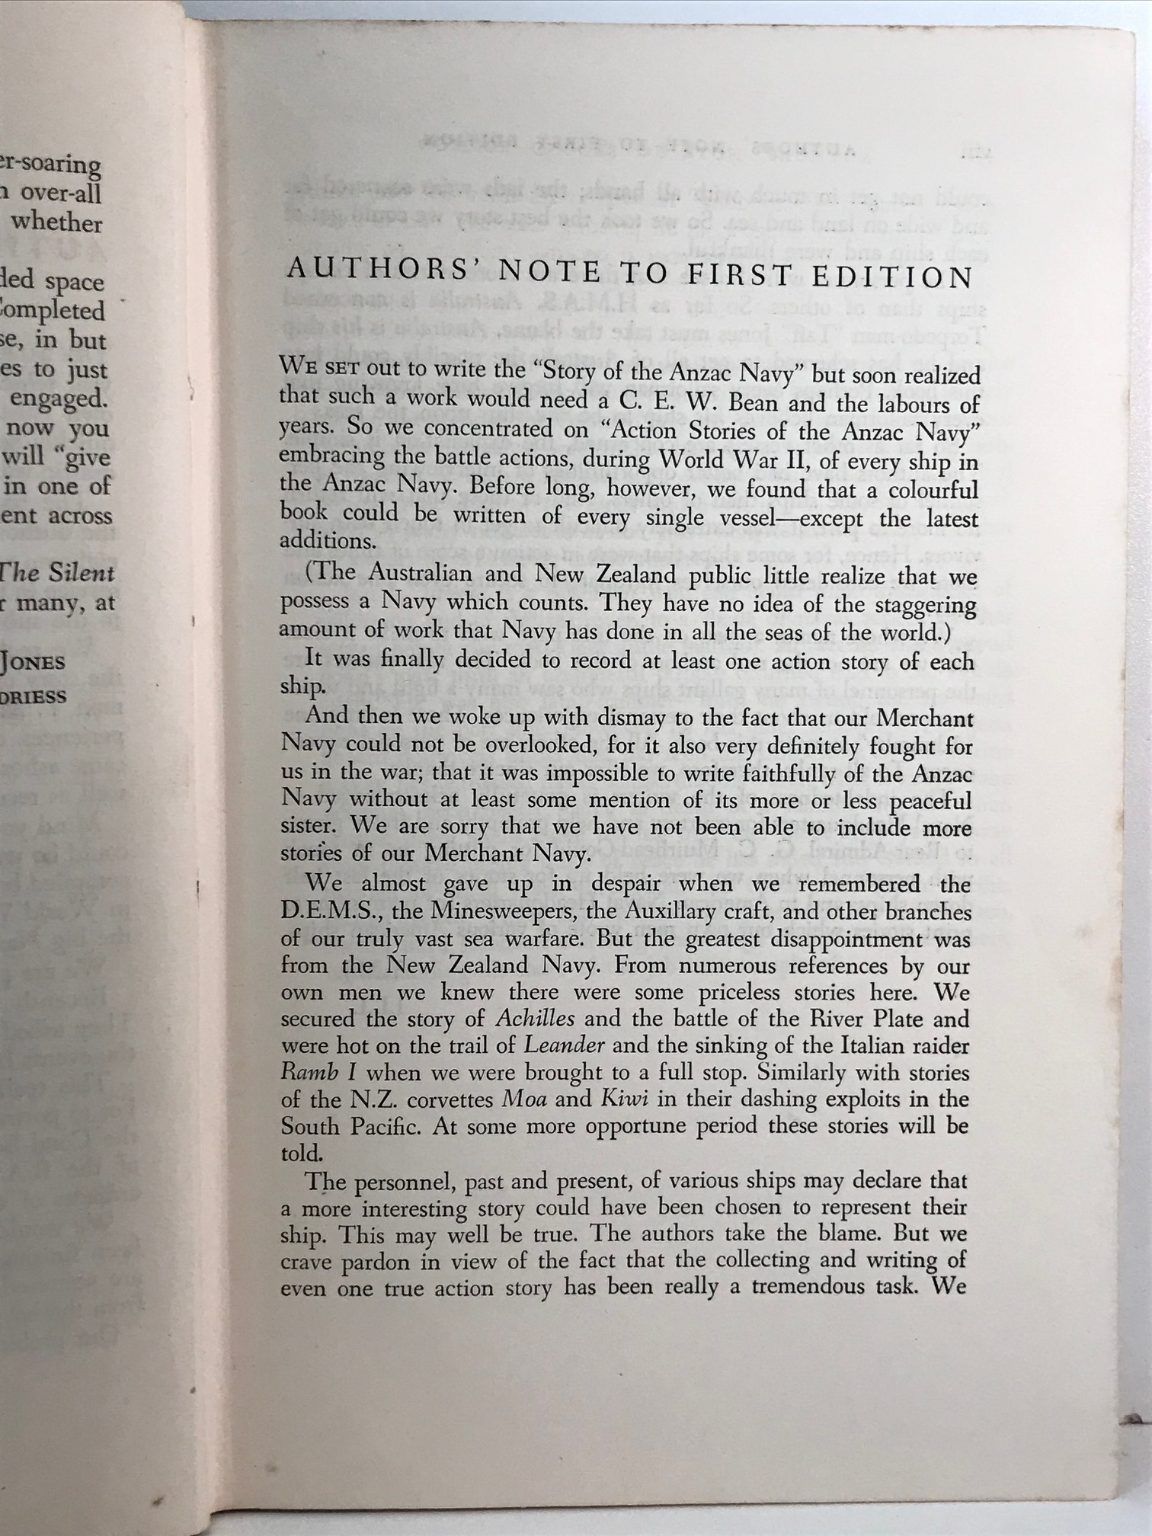 er-soaring
over-all
whether
space
Completed
in but
es to just
engaged.
now you
will “give
in one of
ent across
The Silent
many, at
JONES
DRIESS
AUTHORS’ NOTE TO FIRST EDITION
WE SET out to write the “Story of the Anzac Navy” but soon realized
that such a work would need a C. E. W. Bean and the labours of
years. So we concentrated on “Action Stories of the Anzac Navy”
embracing the battle actions, during World War II, of every ship in
the Anzac Navy. Before long, however, we found that a colourful
book could be written of every single vessel—except the latest
additions.
(The Australian and New Zealand public little realize that we
possess a Navy which counts. They have no idea of the staggering
amount of work that Navy has done in all the seas of the world.)
It was finally decided to record at least one action story of each
ship.
And then we woke up with dismay to the fact that our Merchant
Navy could not be overlooked, for it also very definitely fought for
us in the war; that it was impossible to write faithfully of the Anzac
Navy without at least some mention of its more or less peaceful
sister. We are sorry that we have not been able to include more
stories of our Merchant Navy.
We almost gave up in despair when we remembered the
D.E.M.S., the Minesweepers, the Auxillary craft, and other branches
of our truly vast sea warfare. But the greatest disappointment was
from the New Zealand Navy. From numerous references by our
own men we knew there were some priceless stories here. We
secured the story of Achilles and the battle of the River Plate and
were hot on the trail of Leander and the sinking of the Italian raider
Ramb I when we were brought to a full stop. Similarly with stories
of the N.Z. corvettes Moa and Kiwi in their dashing exploits in the
South Pacific. At some more opportune period these stories will be
told.
The personnel, past and present, of various ships may declare that
a more interesting story could have been chosen to represent their
ship. This may well be true. The authors take the blame. But we
crave pardon in view of the fact that the collecting and writing of
even one true action story has been really a tremendous task. We